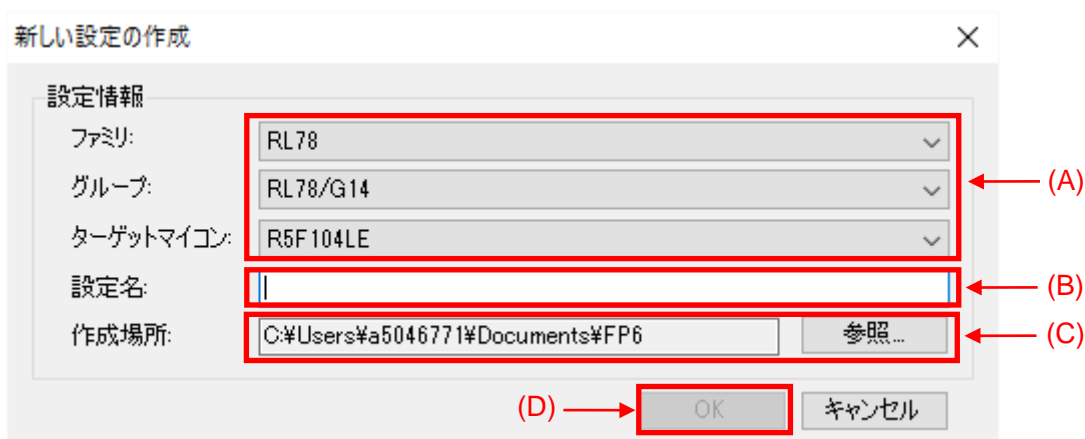 新しい設定の作成
設定情報
ファミリ: RL78
グループ: RL78/G14 (A)
ターゲットマイコン: R5F104LE
設定名: (B)
作成場所: C:¥Users¥a5046771¥Documents¥FP6 参照... (C)
(D) OK キャンセル